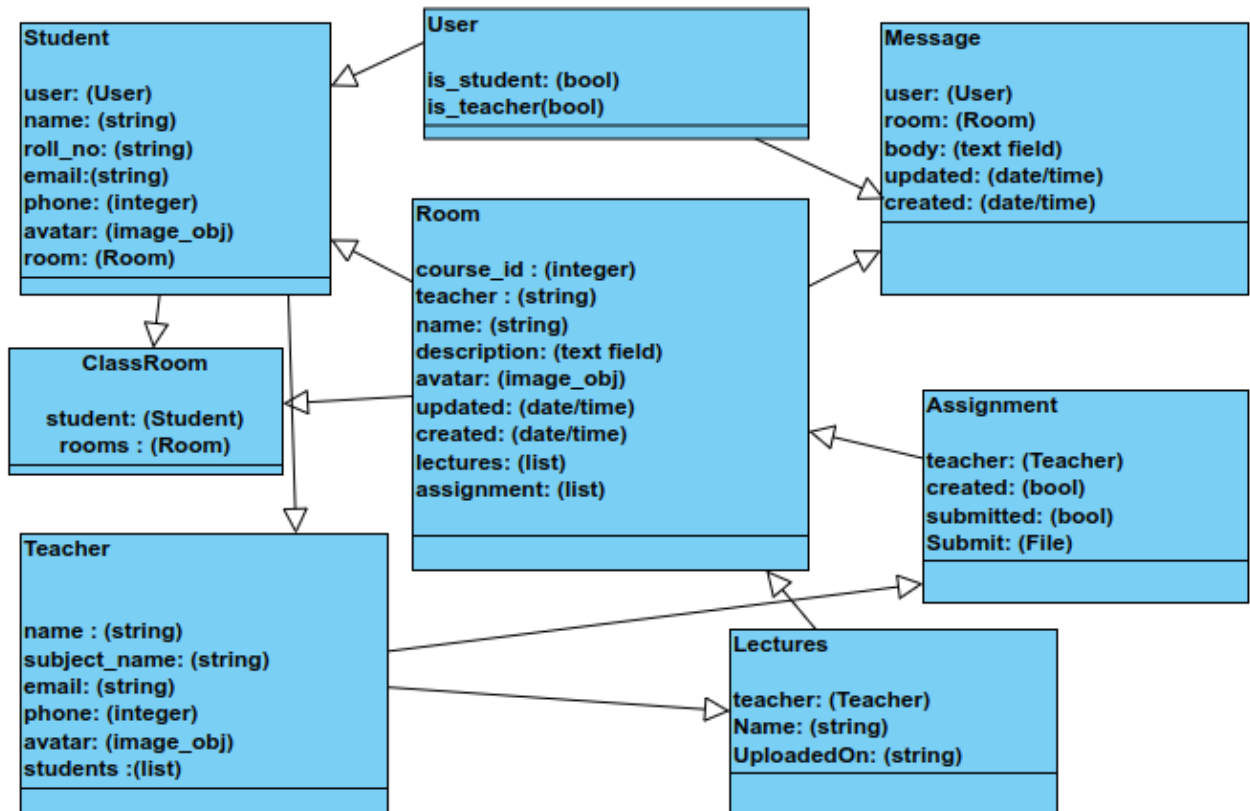 Student
user: (User)
name: (string)
roll_no: (string)
email:(string)
phone: (integer)
avatar: (image_obj)
room: (Room)
User
is_student: (bool)
is_teacher(bool)
Message
user: (User)
room: (Room)
body: (text field)
updated: (date/time)
created: (date/time)
Room
course_id : (integer)
teacher : (string)
name: (string)
description: (text field)
avatar: (image_obj)
updated: (date/time)
created: (date/time)
lectures: (list)
assignment: (list)
ClassRoom
student: (Student)
rooms : (Room)
Assignment
teacher: (Teacher)
created: (bool)
submitted: (bool)
Submit: (File)
Teacher
name : (string)
subject_name: (string)
email: (string)
phone: (integer)
avatar: (image_obj)
students :(list)
Lectures
teacher: (Teacher)
Name: (string)
UploadedOn: (string)